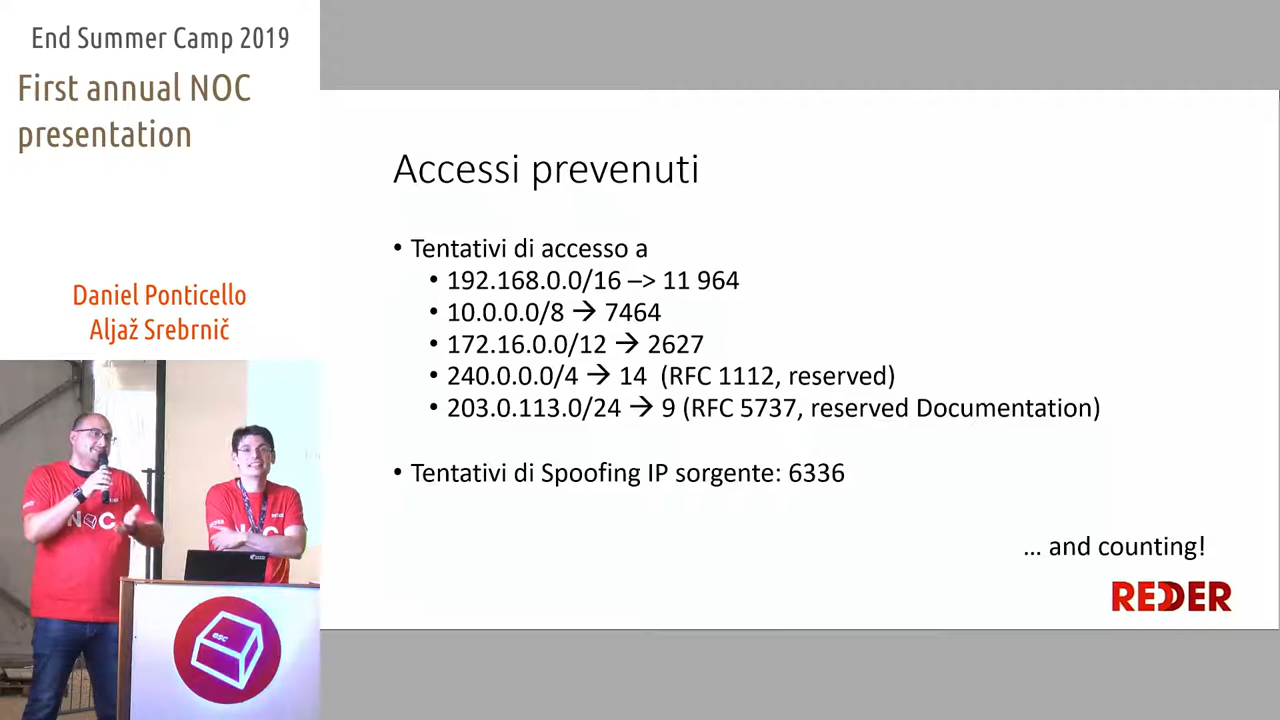 End Summer Camp 2019
First annual NOC
presentation
Daniel Ponticello
Aljaž Srebrnič
Accessi prevenuti
• Tentativi di accesso a
• 192.168.0.0/16 –> 11 964
• 10.0.0.0/8 → 7464
• 172.16.0.0/12 → 2627
• 240.0.0.0/4 → 14 (RFC 1112, reserved)
• 203.0.113.0/24 → 9 (RFC 5737, reserved Documentation)
• Tentativi di Spoofing IP sorgente: 6336
... and counting!
REDDER
ESC